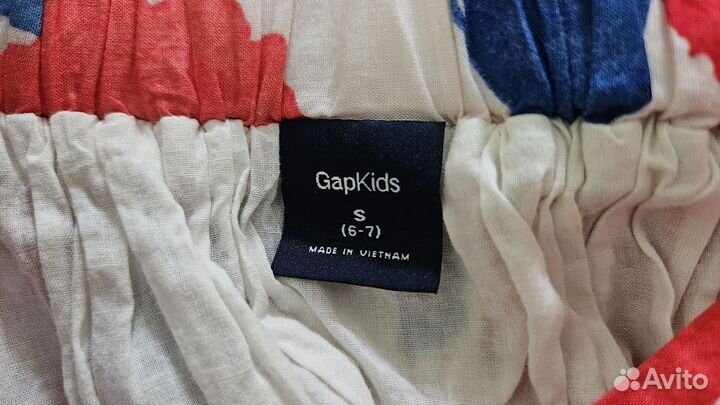 GapKids
S
(6-7)
MADE IN VIETNAM
Avito